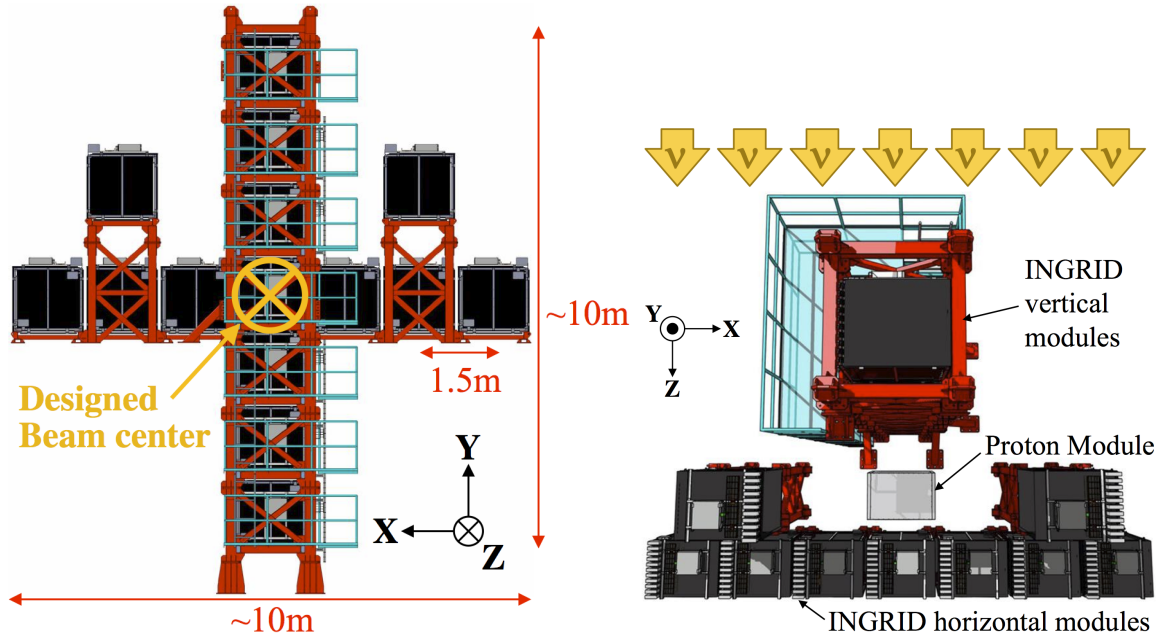 ~10m
1.5m
Designed
Beam center
Y
X
Z
~10m
ν ν ν ν ν ν ν
INGRID
vertical
modules
Y
X
Z
Proton Module
INGRID horizontal modules